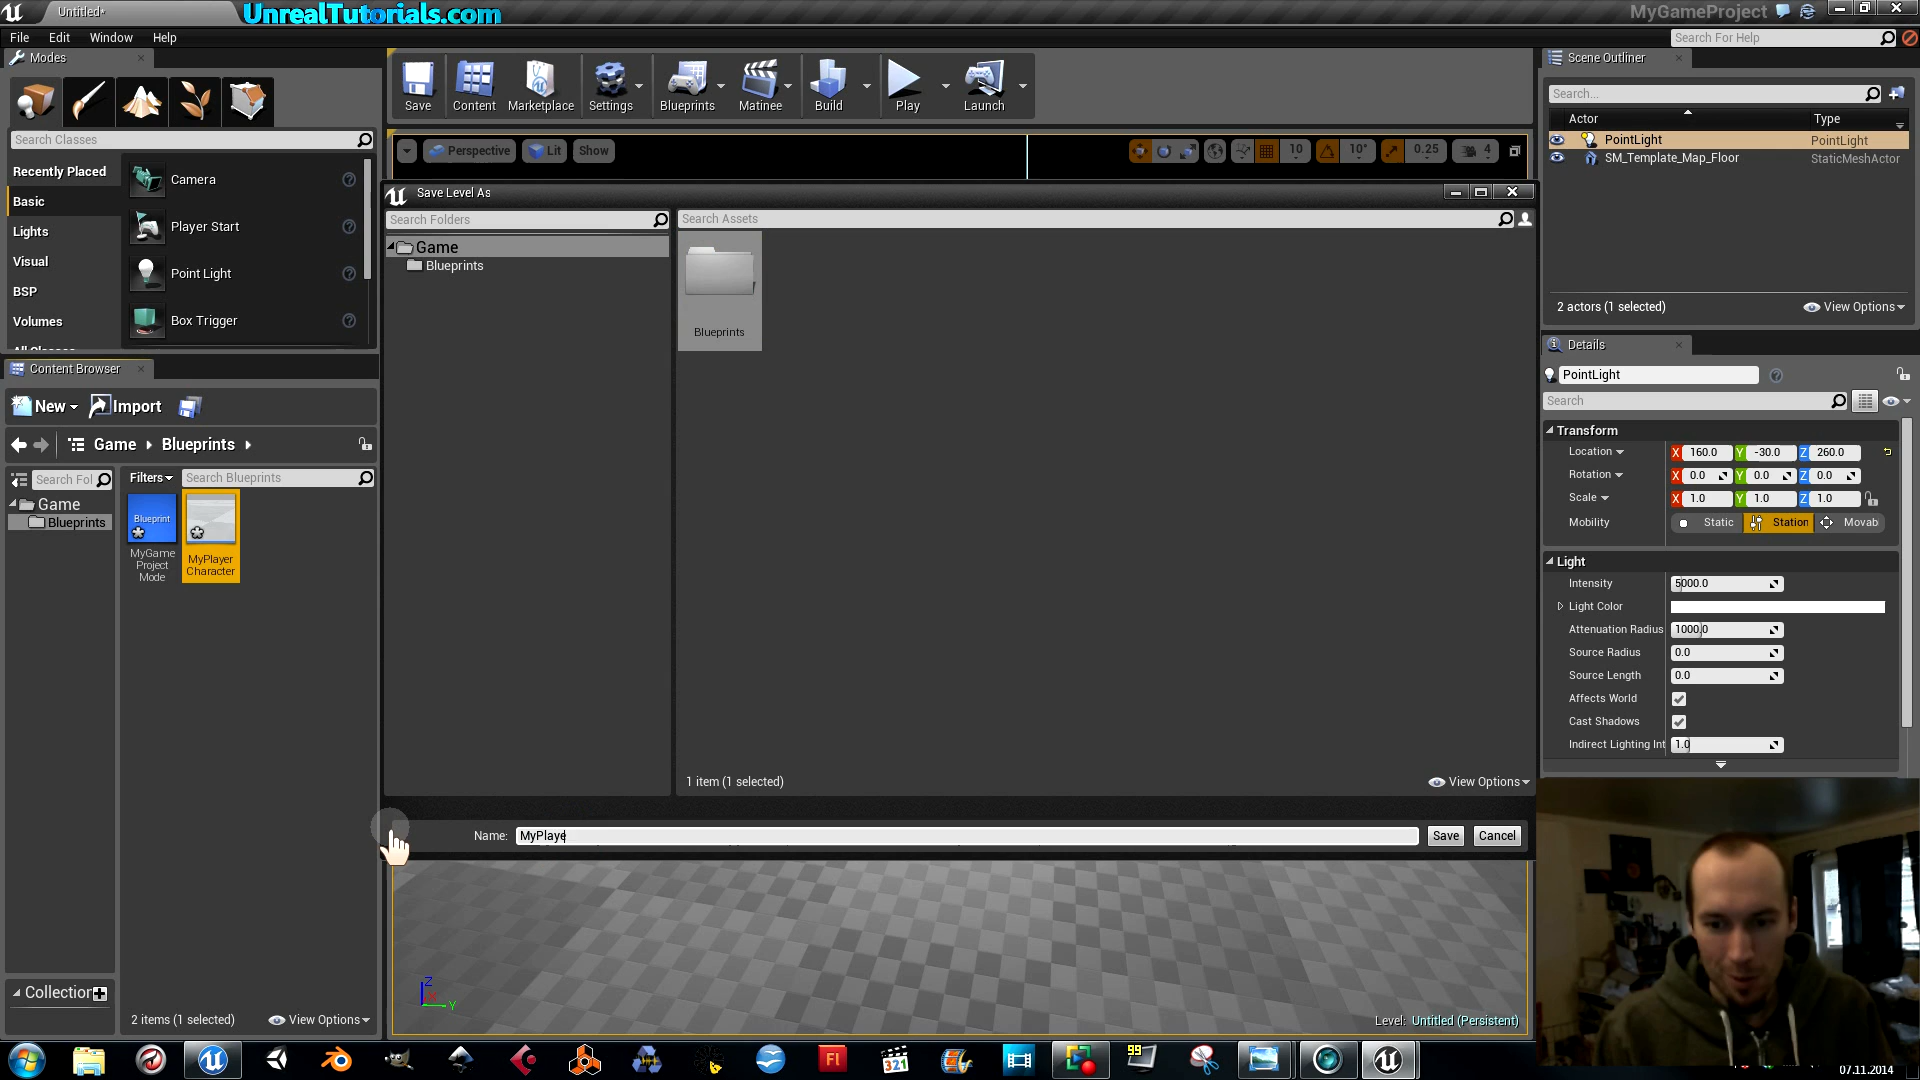 Untitled*
UnrealTutorials.com
MyGameProject
File Edit Window Help
Search For Help
Modes
Save Content Marketplace Settings Blueprints Matinee Build Play Launch
Search Classes
Recently Placed
Basic
Lights
Visual
BSP
Volumes
Camera
Player Start
Point Light
Box Trigger
Perspective Lit Show
10 10° 0.25 4
Scene Outliner
Search...
Actor Type
PointLight PointLight
SM_Template_Map_Floor StaticMeshActor
2 actors (1 selected) View Options
Save Level As
Search Folders
Search Assets
Game
Blueprints
Blueprints
1 item (1 selected) View Options
Name: MyPlaye Save Cancel
Content Browser
New Import
Game Blueprints
Search Fol
Filters Search Blueprints
Game
Blueprints
Blueprint
MyGame
Project
Mode
MyPlayer
Character
Collection
2 items (1 selected) View Options
Details
PointLight
Search
Transform
Location X 160.0 Y -30.0 Z 260.0
Rotation X 0.0 Y 0.0 Z 0.0
Scale X 1.0 Y 1.0 Z 1.0
Mobility Static Station Movab
Light
Intensity 5000.0
Light Color
Attenuation Radius 1000.0
Source Radius 0.0
Source Length 0.0
Affects World
Cast Shadows
Indirect Lighting Int 1.0
Z
Y
Level: Untitled (Persistent)
Fl
321
99
07.11.2014